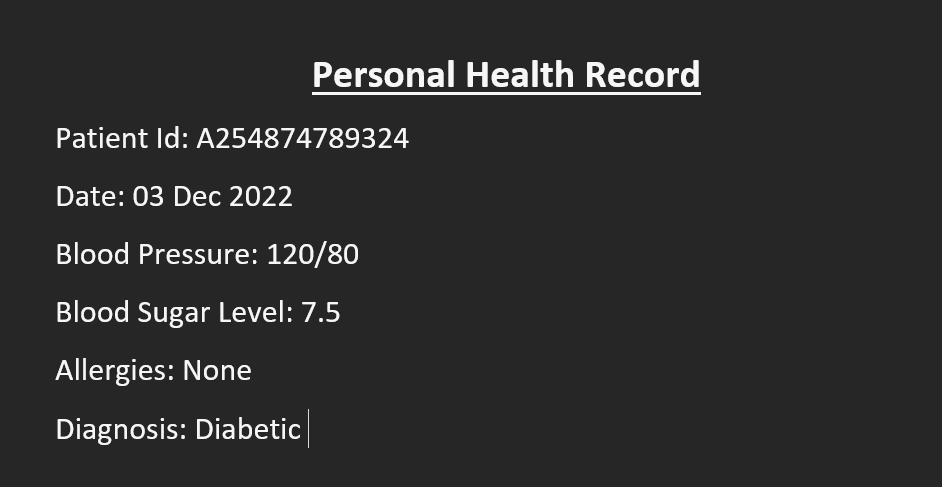 Personal Health Record
Patient Id: A254874789324
Date: 03 Dec 2022
Blood Pressure: 120/80
Blood Sugar Level: 7.5
Allergies: None
Diagnosis: Diabetic